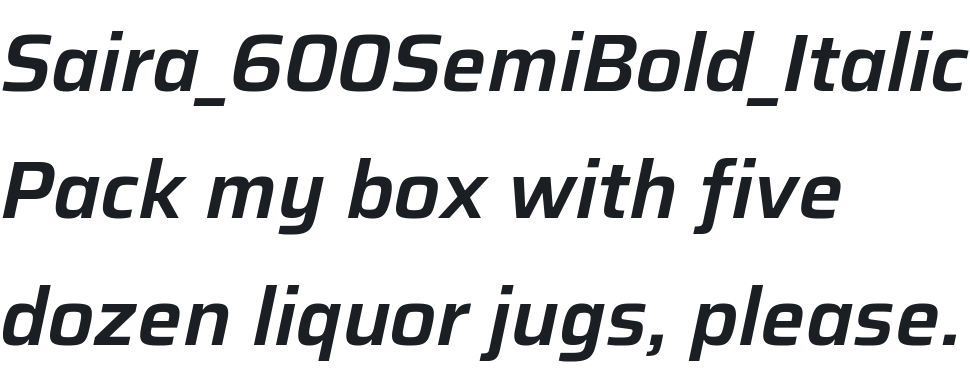 Saira_600SemiBold_Italic
Pack my box with five
dozen liquor jugs, please.